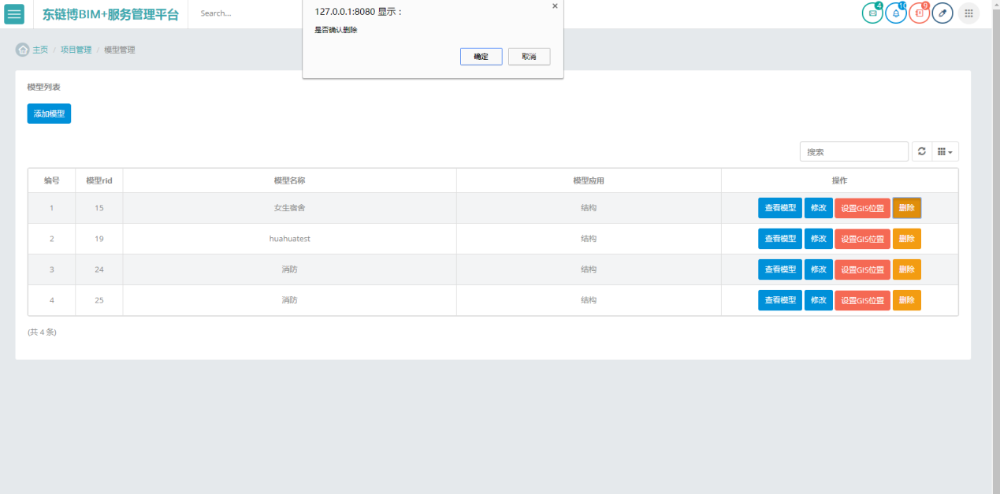 东链博BIM+服务管理平台
Search...
4
10
9
127.0.0.1:8080 显示：
是否确认删除
确定
取消
主页 / 项目管理 / 模型管理
模型列表
添加模型
搜索
编号 模型rid 模型名称 模型应用 操作
1 15 女生宿舍 结构 查看模型 修改 设置GIS位置 删除
2 19 huahuatest 结构 查看模型 修改 设置GIS位置 删除
3 24 消防 结构 查看模型 修改 设置GIS位置 删除
4 25 消防 结构 查看模型 修改 设置GIS位置 删除
(共 4 条)